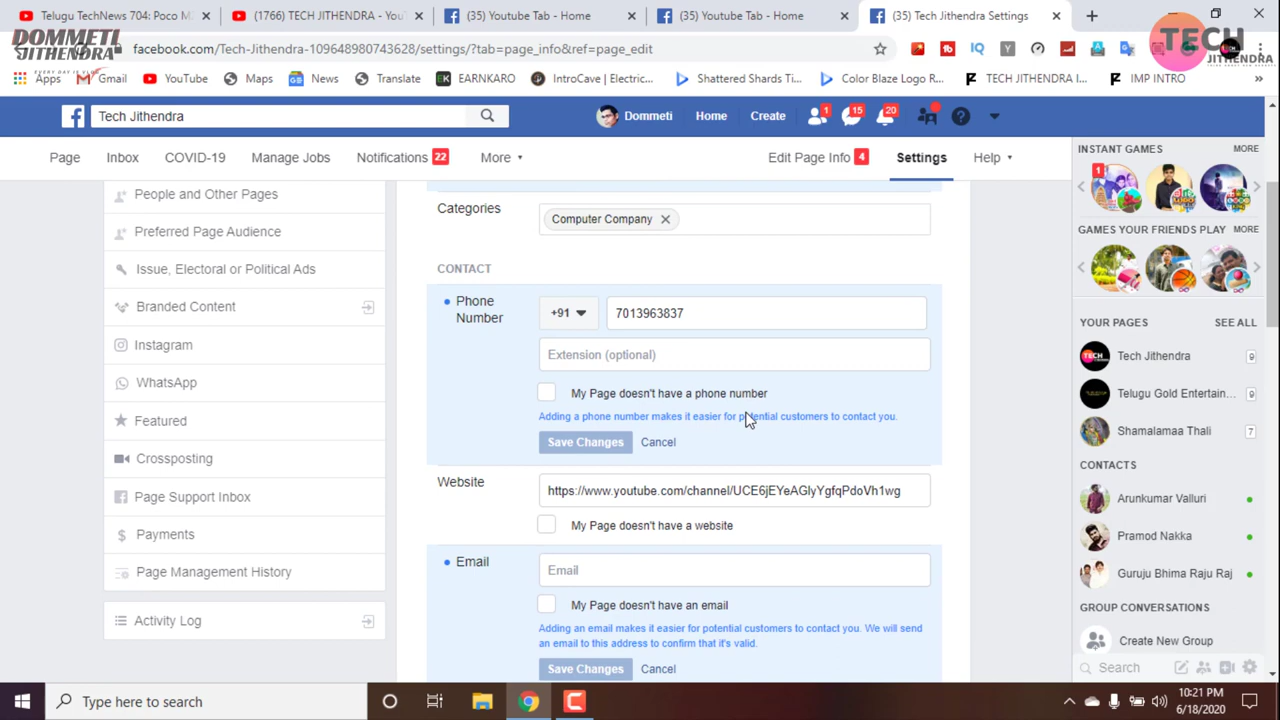 Telugu TechNews 704: Poco M
(1766) TECH JITHENDRA - You
(35) Youtube Tab - Home
(35) Youtube Tab - Home
(35) Tech Jithendra Settings
DOMMETI
JITHENDRA
facebook.com/Tech-Jithendra-109648980743628/settings/?tab=page_info&ref=page_edit
TECH
JITHENDRA
Apps
Gmail
YouTube
Maps
News
Translate
EARNKARO
IntroCave | Electric...
Shattered Shards Ti...
Color Blaze Logo R...
TECH JITHENDRA I...
IMP INTRO
Tech Jithendra
Dommeti
Home
Create
1
15
20
Page
Inbox
COVID-19
Manage Jobs
Notifications 22
More
Edit Page Info 4
Settings
Help
People and Other Pages
Preferred Page Audience
Issue, Electoral or Political Ads
Branded Content
Instagram
WhatsApp
Featured
Crossposting
Page Support Inbox
Payments
Page Management History
Activity Log
Categories
Computer Company
CONTACT
Phone
Number
+91
7013963837
Extension (optional)
My Page doesn't have a phone number
Adding a phone number makes it easier for potential customers to contact you.
Save Changes
Cancel
Website
https://www.youtube.com/channel/UCE6jEYeAGlyYgfqPdoVh1wg
My Page doesn't have a website
Email
Email
My Page doesn't have an email
Adding an email makes it easier for potential customers to contact you. We will send
an email to this address to confirm that it's valid.
Save Changes
Cancel
INSTANT GAMES
MORE
1
GAMES YOUR FRIENDS PLAY
MORE
YOUR PAGES
SEE ALL
Tech Jithendra
9
Telugu Gold Entertain...
9
Shamalamaa Thali
7
CONTACTS
Arunkumar Valluri
Pramod Nakka
Guruju Bhima Raju Raj
GROUP CONVERSATIONS
Create New Group
Search
Type here to search
10:21 PM
6/18/2020